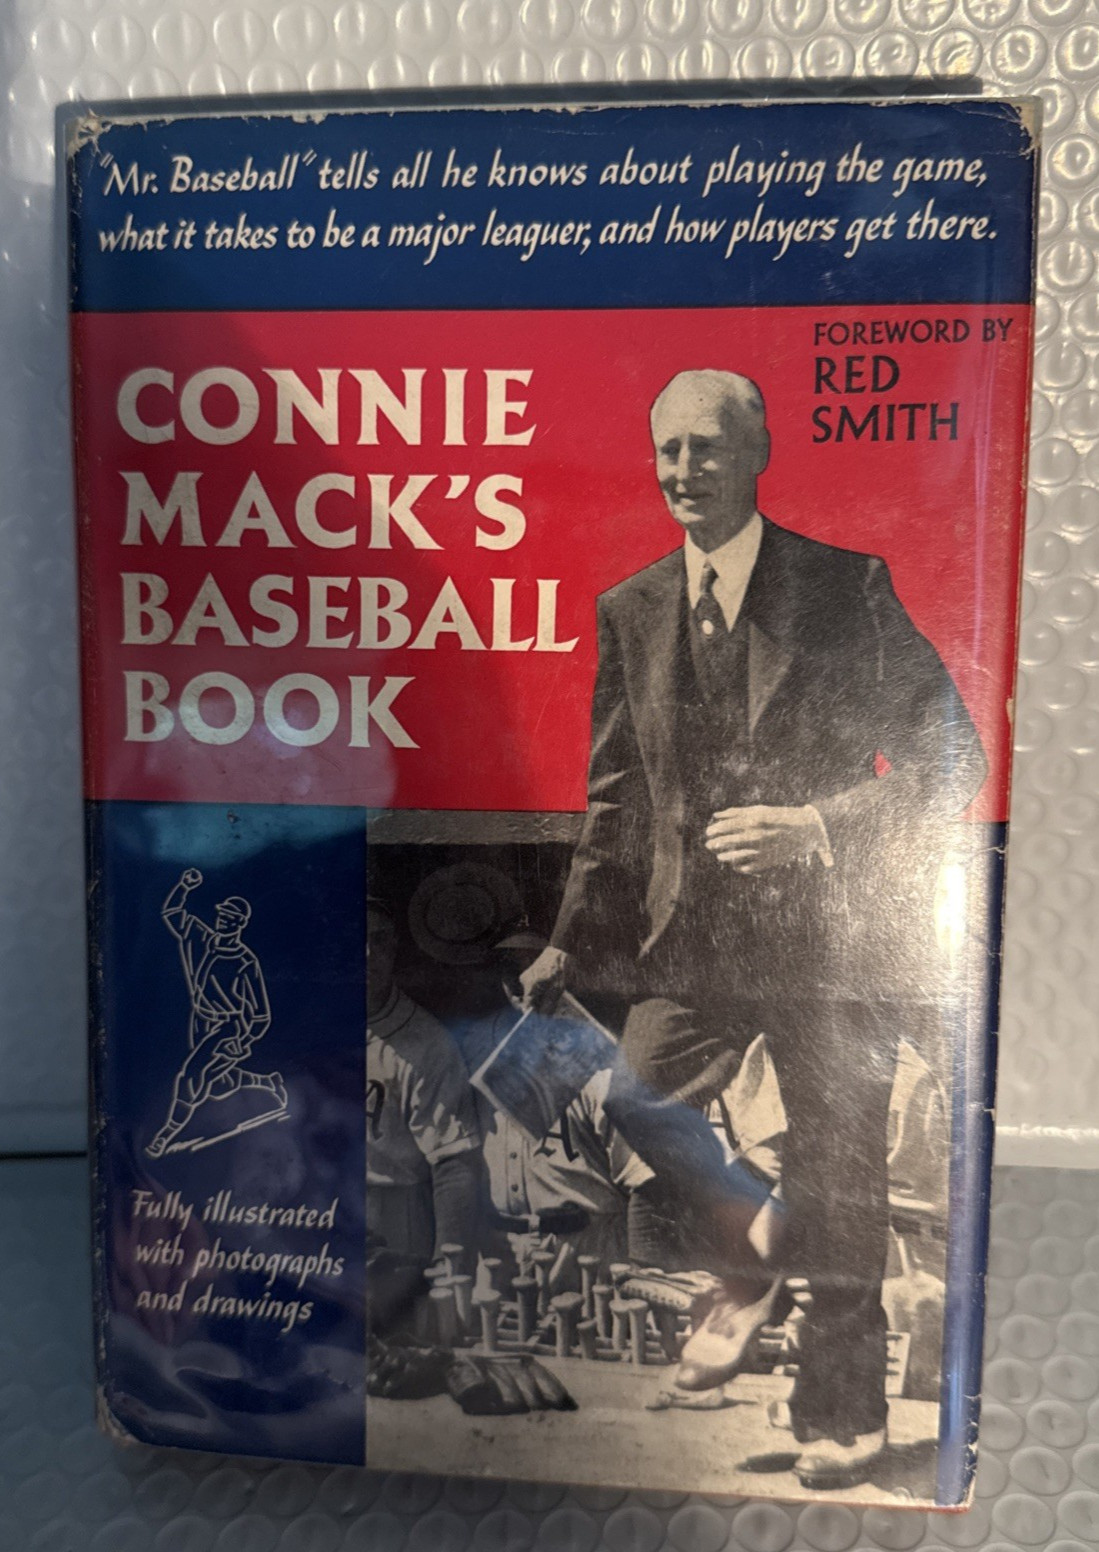 "Mr. Baseball" tells all he knows about playing the game,
what it takes to be a major leaguer, and how players get there.
FOREWORD BY
RED
SMITH
CONNIE
MACK'S
BASEBALL
BOOK
A
A
A
Fully illustrated
with photographs
and drawings